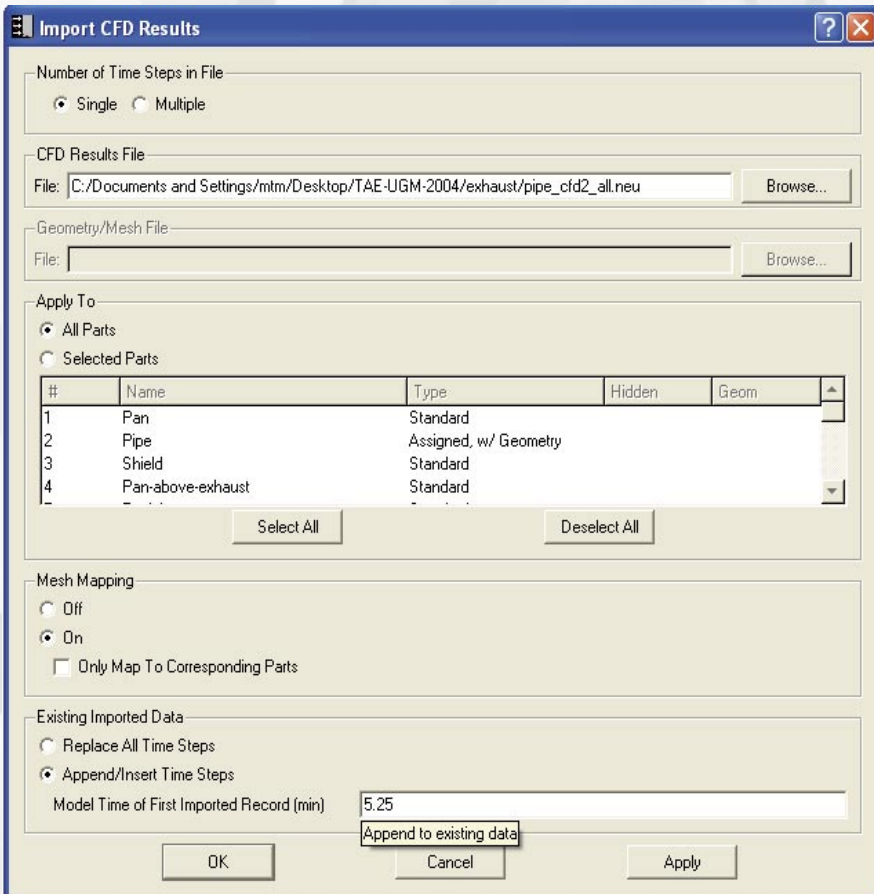 Import CFD Results
Number of Time Steps in File
Single Multiple
CFD Results File
File: C:/Documents and Settings/mtm/Desktop/TAE-UGM-2004/exhaust/pipe_cfd2_all.neu Browse...
Geometry/Mesh File
File: Browse...
Apply To
All Parts
Selected Parts
# Name Type Hidden Geom
1 Pan Standard
2 Pipe Assigned, w/ Geometry
3 Shield Standard
4 Pan-above-exhaust Standard
Select All Deselect All
Mesh Mapping
Off
On
Only Map To Corresponding Parts
Existing Imported Data
Replace All Time Steps
Append/Insert Time Steps
Model Time of First Imported Record (min) 5.25
Append to existing data
OK Cancel Apply